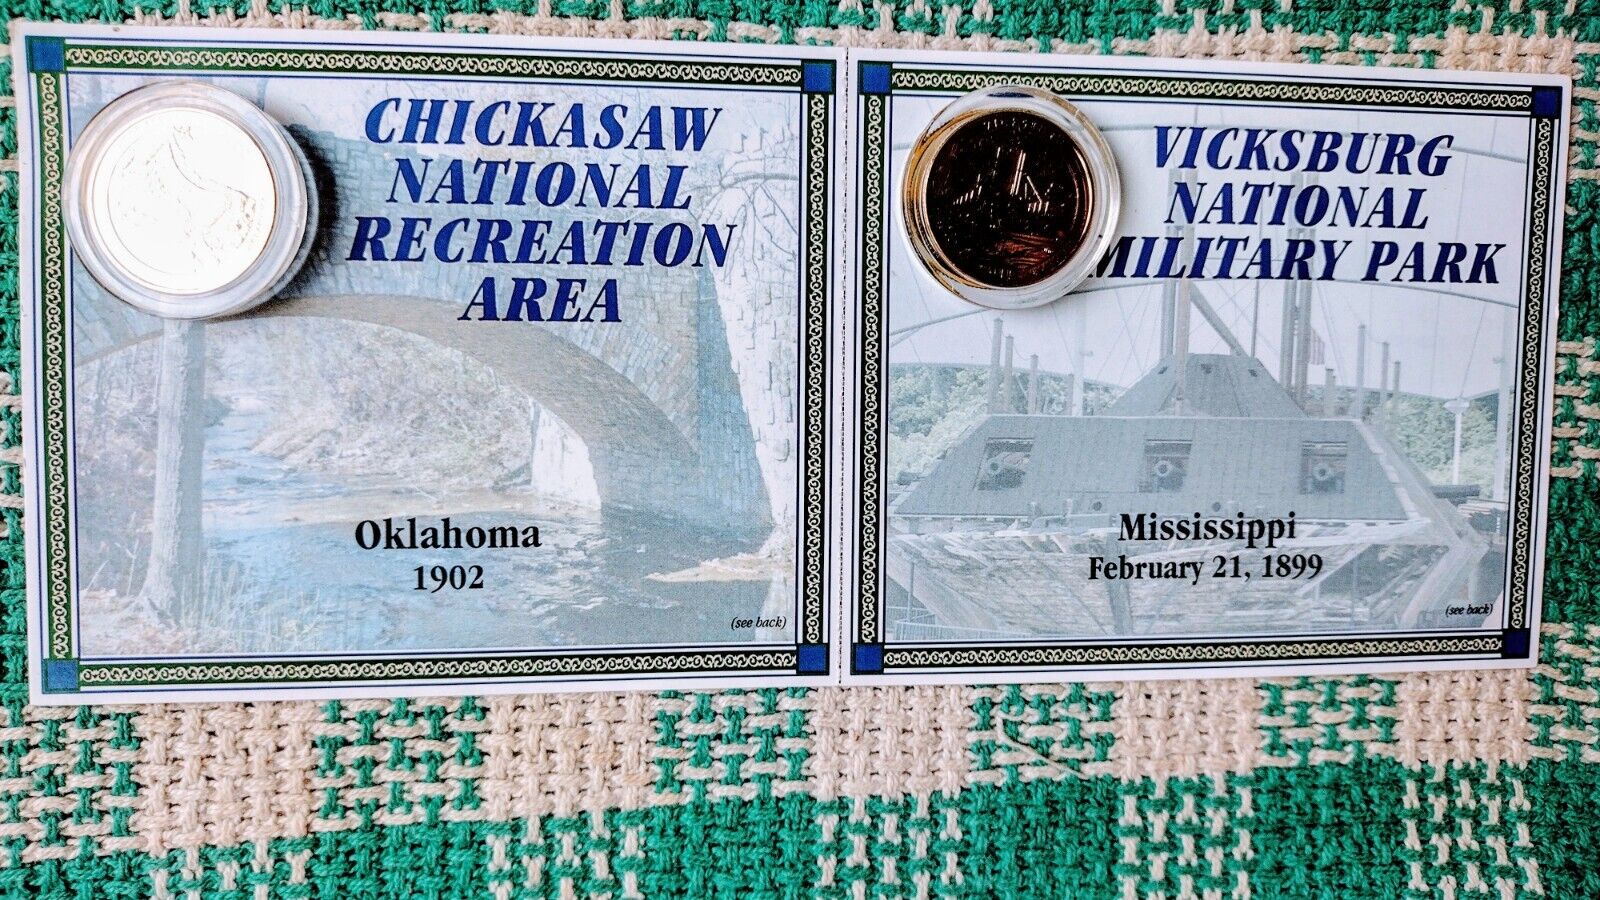 CHICKASAW
NATIONAL
RECREATION
AREA
Oklahoma
1902
(see back)
VICKSBURG
NATIONAL
MILITARY PARK
Mississippi
February 21, 1899
(see back)